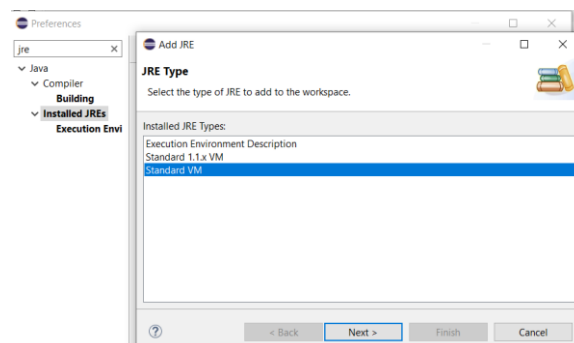 Preferences
jre
Java
Compiler
Building
Installed JREs
Execution Envi
Add JRE
JRE Type
Select the type of JRE to add to the workspace.
Installed JRE Types:
Execution Environment Description
Standard 1.1.x VM
Standard VM
< Back
Next >
Finish
Cancel